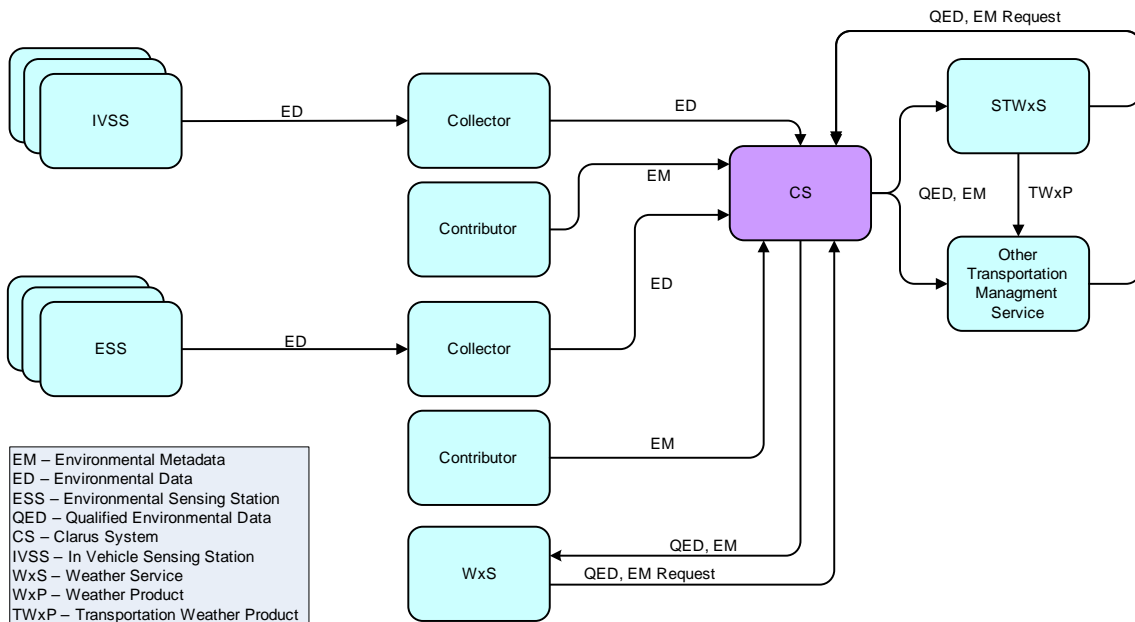 QED, EM Request
IVSS
ED
Collector
ED
STWxS
Contributor
EM
CS
QED, EM
TWxP
ED
Other
Transportation
Managment
Service
ESS
ED
Collector
Contributor
EM
WxS
QED, EM
QED, EM Request
EM – Environmental Metadata
ED – Environmental Data
ESS – Environmental Sensing Station
QED – Qualified Environmental Data
CS – Clarus System
IVSS – In Vehicle Sensing Station
WxS – Weather Service
WxP – Weather Product
TWxP – Transportation Weather Product